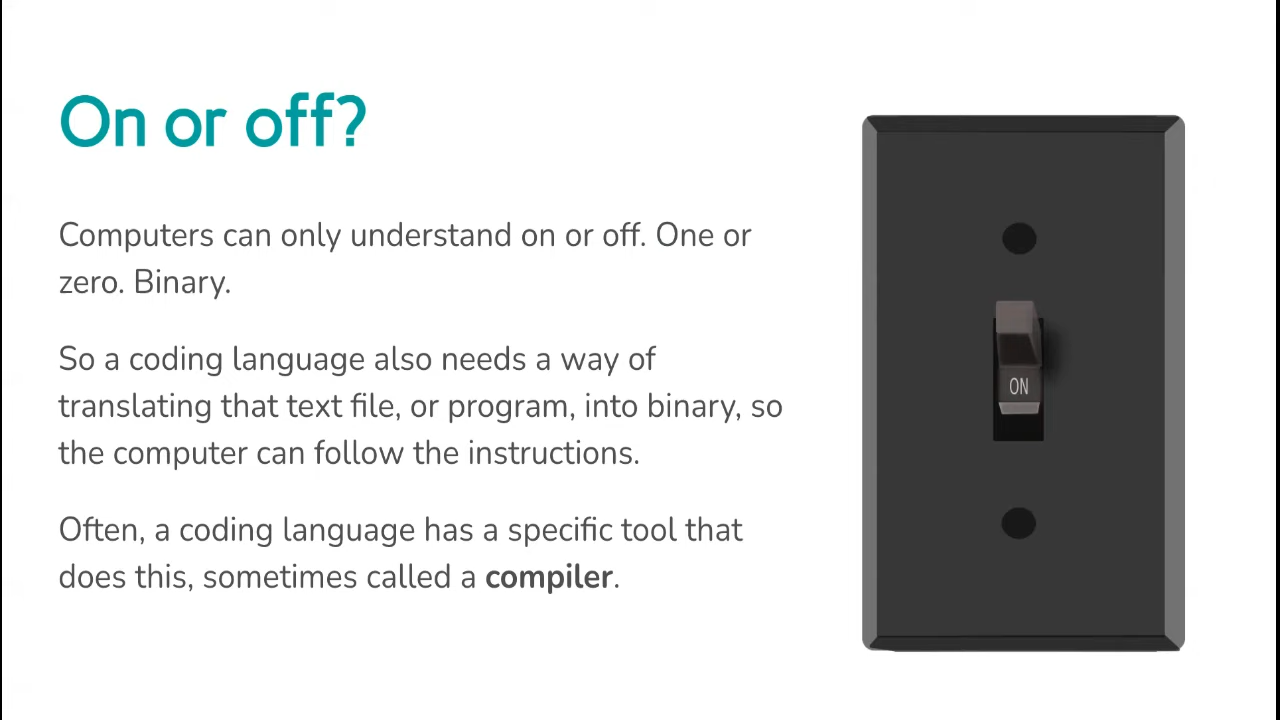 On or off?
Computers can only understand on or off. One or
zero. Binary.
So a coding language also needs a way of
translating that text file, or program, into binary, so
the computer can follow the instructions.
Often, a coding language has a specific tool that
does this, sometimes called a compiler.
ON